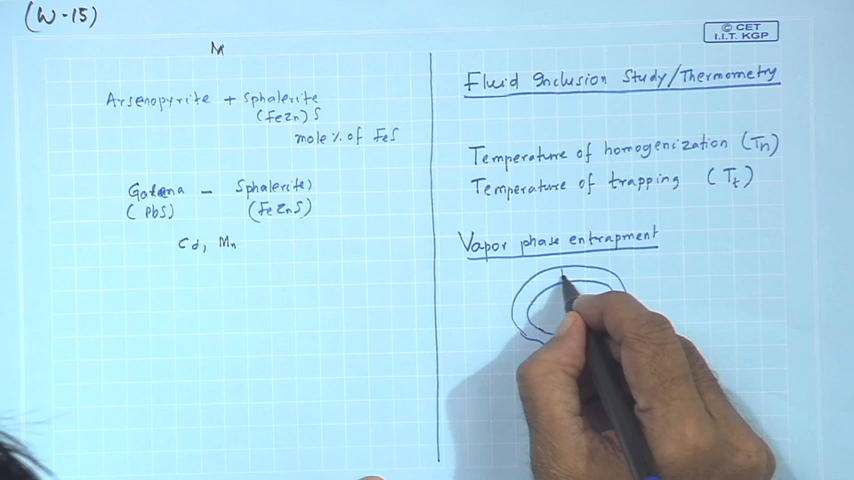 (W-15)
© CET
I.I.T. KGP
M
Arsenopyrite + Sphalerite
(FeZn) S
mole % of FeS
Galena - Sphalerite
(PbS) (FeZnS)
Cd, Mn
Fluid Inclusion Study/Thermometry
Temperature of homogenization (Th)
Temperature of trapping (Tt)
Vapor phase entrapment